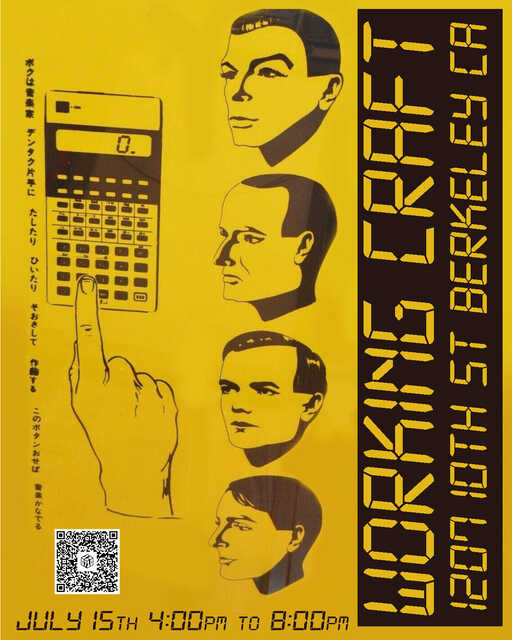 ボクは音楽家 デンタク片手に たしたり ひいたり そおさして 作曲する このボタンおせば 音楽かなでる
0.
WORKING CRAFT
1207 10TH ST BERKELEY CA
JULY 15TH 4:00PM TO 8:00PM